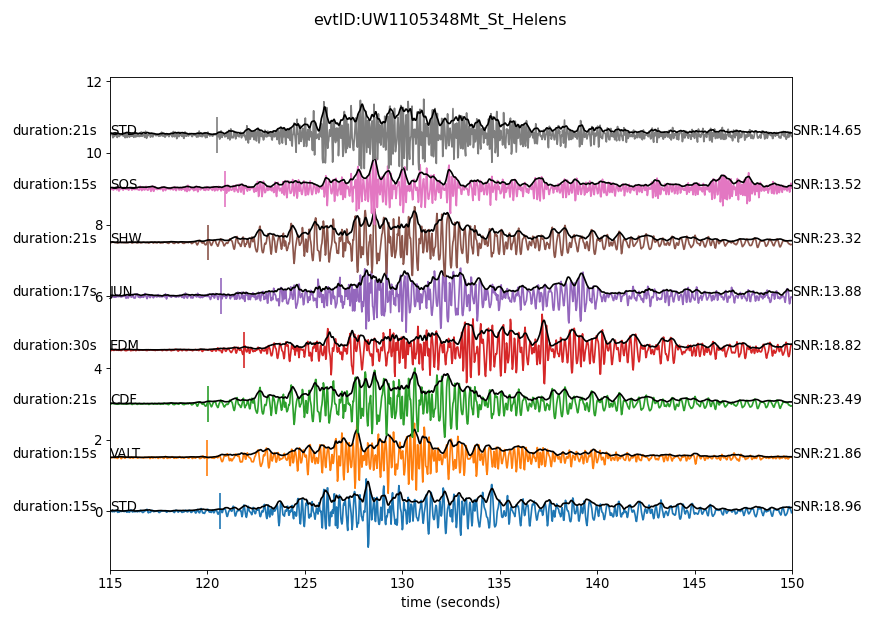 evtID:UW1105348Mt_St_Helens
12
duration:21s STD SNR:14.65
10
duration:15s SOS SNR:13.52
8
duration:21s SHW SNR:23.32
duration:17s JUN SNR:13.88
6
duration:30s EDM SNR:18.82
4
duration:21s CDF SNR:23.49
2
duration:15s VALT SNR:21.86
duration:15s STD SNR:18.96
0
115 120 125 130 135 140 145 150
time (seconds)